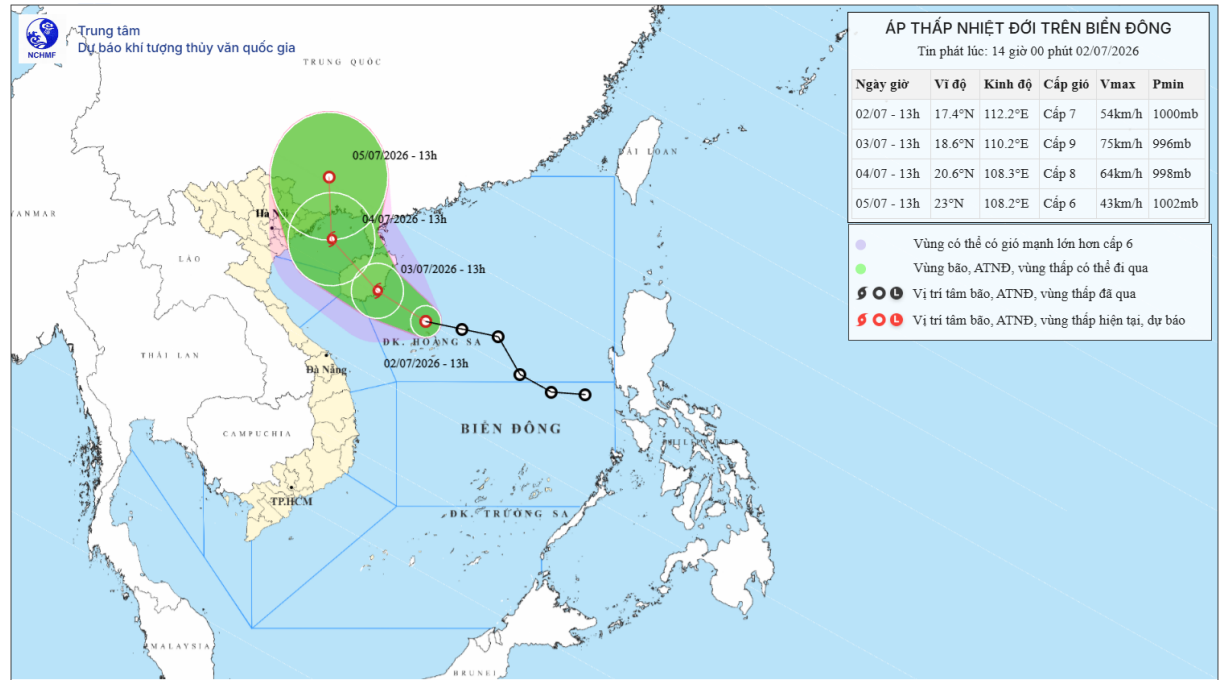 Trung tâm
Dự báo khí tượng thủy văn quốc gia
NCHMF
ÁP THẤP NHIỆT ĐỚI TRÊN BIỂN ĐÔNG
Tin phát lúc: 14 giờ 00 phút 02/07/2026
Ngày giờ Vĩ độ Kinh độ Cấp gió Vmax Pmin
02/07 - 13h 17.4°N 112.2°E Cấp 7 54km/h 1000mb
03/07 - 13h 18.6°N 110.2°E Cấp 9 75km/h 996mb
04/07 - 13h 20.6°N 108.3°E Cấp 8 64km/h 998mb
05/07 - 13h 23°N 108.2°E Cấp 6 43km/h 1002mb
Vùng có thể có gió mạnh lớn hơn cấp 6
Vùng bão, ATNĐ, vùng thấp có thể đi qua
Vị trí tâm bão, ATNĐ, vùng thấp đã qua
Vị trí tâm bão, ATNĐ, vùng thấp hiện tại, dự báo
TRUNG QUỐC
ĐÀI LOAN
05/07/2026 - 13h
YANMAR
Hà Nội
04/07/2026 - 13h
LÀO
03/07/2026 - 13h
ĐK. HOÀNG SA
THÁI LAN
02/07/2026 - 13h
Đà Nẵng
BIỂN ĐÔNG
CAMPUCHIA
TP.HCM
ĐK. TRƯỜNG SA
MALAYSIA
BRUNEI